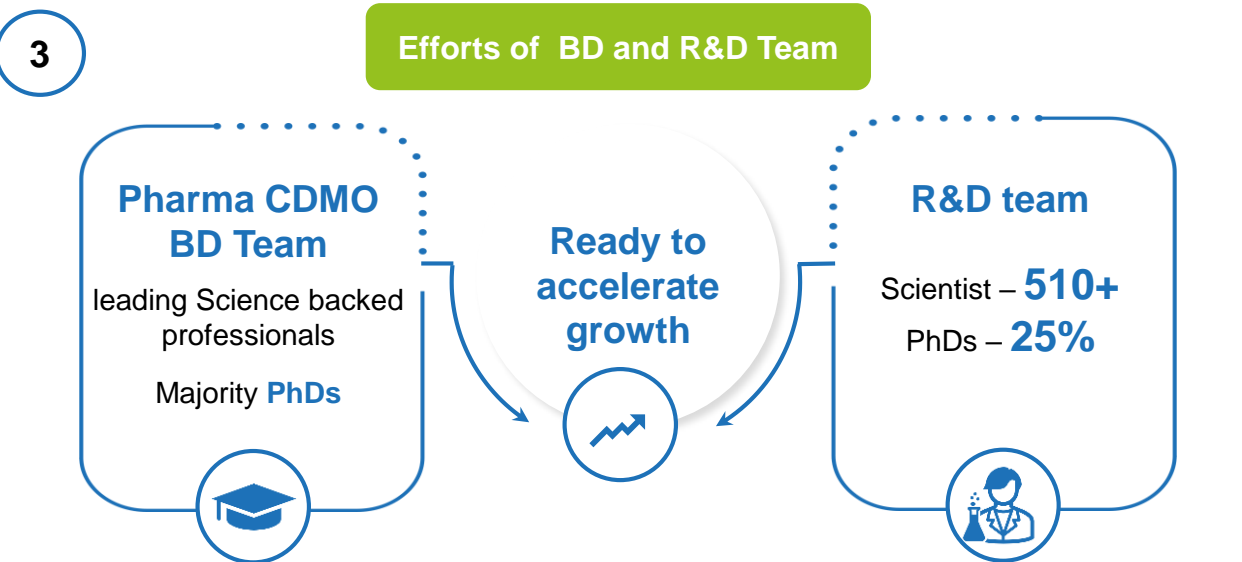 3
Efforts of BD and R&D Team
Pharma CDMO
BD Team
leading Science backed
professionals
Majority PhDs
Ready to
accelerate
growth
R&D team
Scientist – 510+
PhDs – 25%